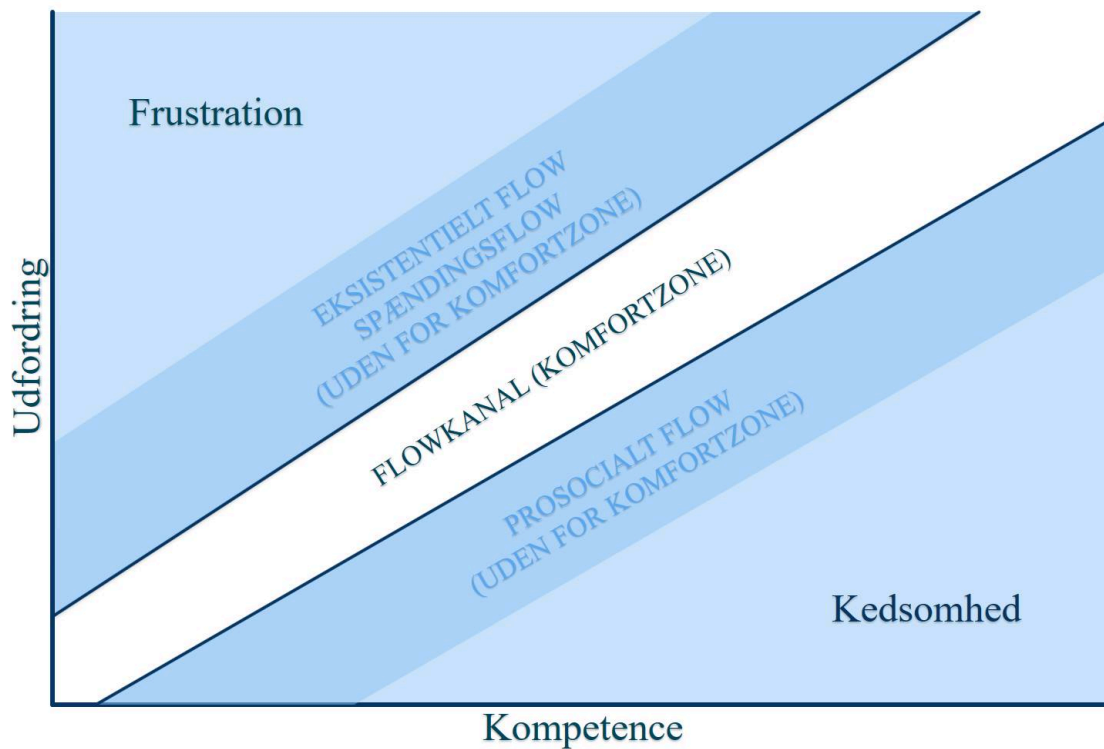 Frustration
EKSISTENTIELT FLOW
SPÆNDINGSFLOW
(UDEN FOR KOMFORTZONE)
FLOWKANAL (KOMFORTZONE)
PROSOCIALT FLOW
(UDEN FOR KOMFORTZONE)
Kedsomhed
Udfordring
Kompetence